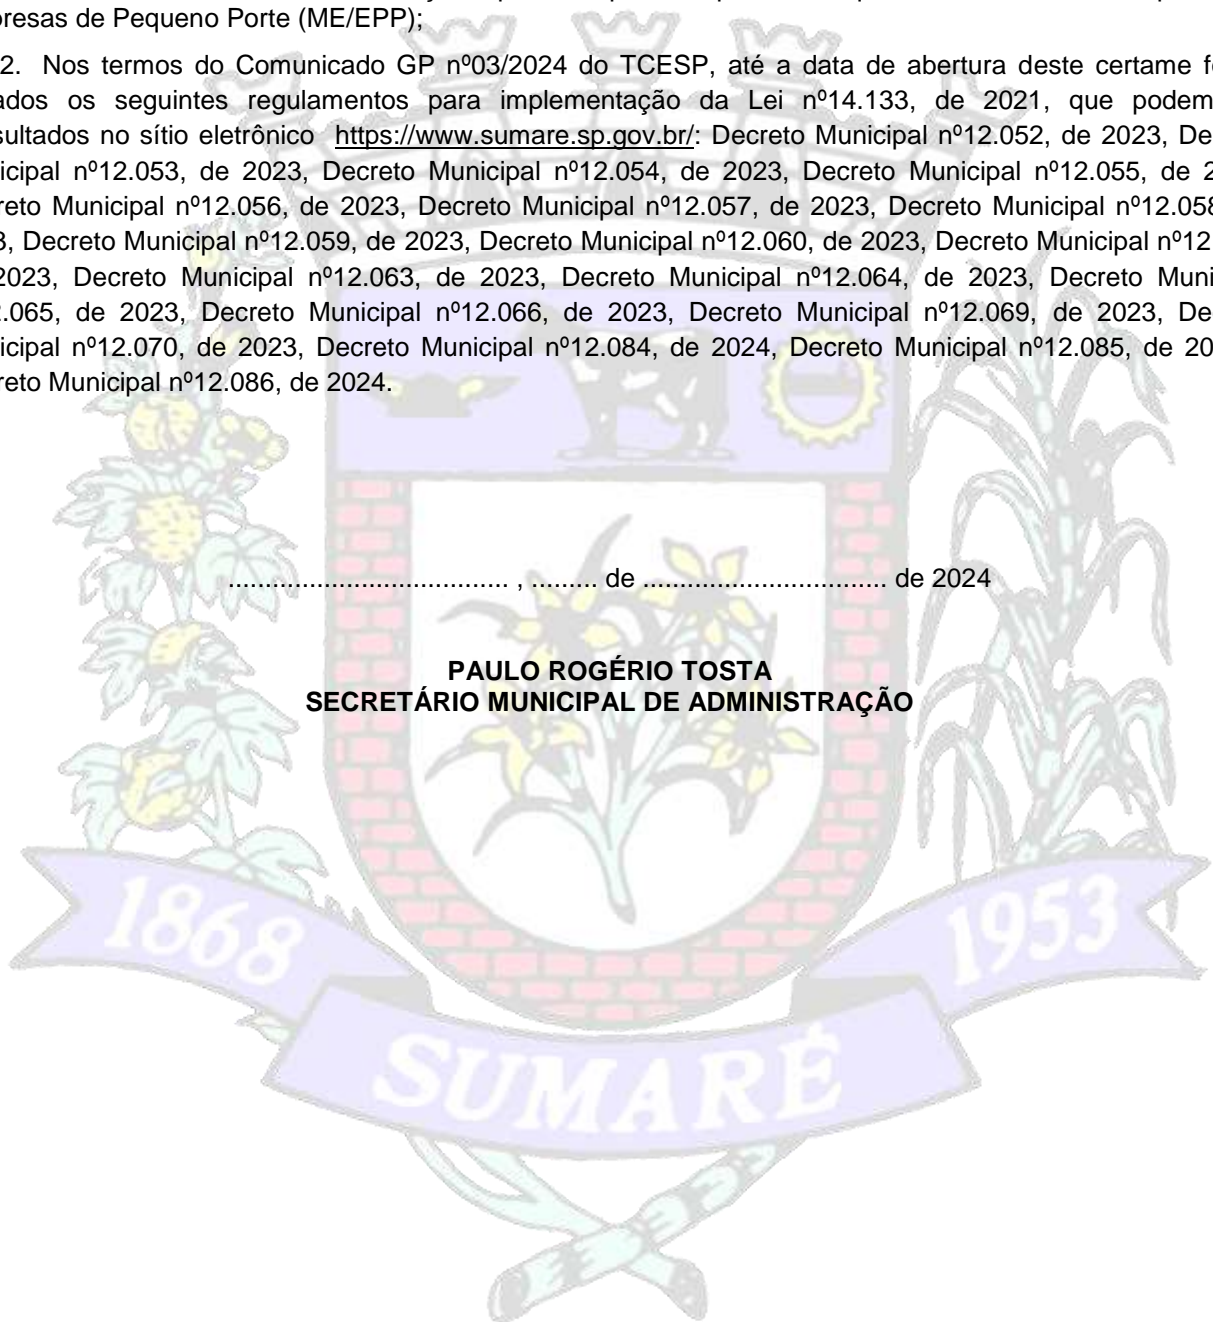 resas de Pequeno Porte (ME/EPP);
2. Nos termos do Comunicado GP nº03/2024 do TCESP, até a data de abertura deste certame f
ados os seguintes regulamentos para implementação da Lei nº14.133, de 2021, que podem
sultados no sítio eletrônico https://www.sumare.sp.gov.br/: Decreto Municipal nº12.052, de 2023, De
icipal nº12.053, de 2023, Decreto Municipal nº12.054, de 2023, Decreto Municipal nº12.055, de 2
reto Municipal nº12.056, de 2023, Decreto Municipal nº12.057, de 2023, Decreto Municipal nº12.058
3, Decreto Municipal nº12.059, de 2023, Decreto Municipal nº12.060, de 2023, Decreto Municipal nº12.
2023, Decreto Municipal nº12.063, de 2023, Decreto Municipal nº12.064, de 2023, Decreto Muni
.065, de 2023, Decreto Municipal nº12.066, de 2023, Decreto Municipal nº12.069, de 2023, De
icipal nº12.070, de 2023, Decreto Municipal nº12.084, de 2024, Decreto Municipal nº12.085, de 20
reto Municipal nº12.086, de 2024.
...................................... , ......... de ..................................... de 2024
PAULO ROGÉRIO TOSTA
SECRETÁRIO MUNICIPAL DE ADMINISTRAÇÃO
1868
1953
SUMARÉ